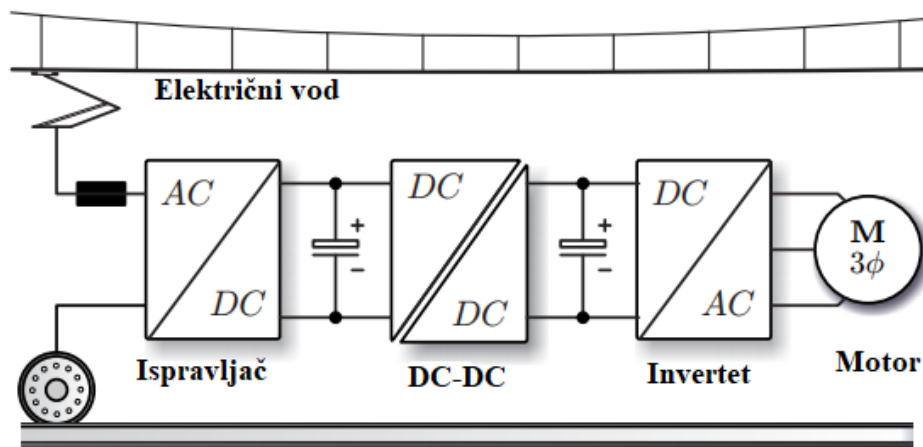 Električni vod
AC
DC
+
−
DC
DC
+
−
DC
AC
M
3ϕ
Ispravljač
DC-DC
Invertet
Motor